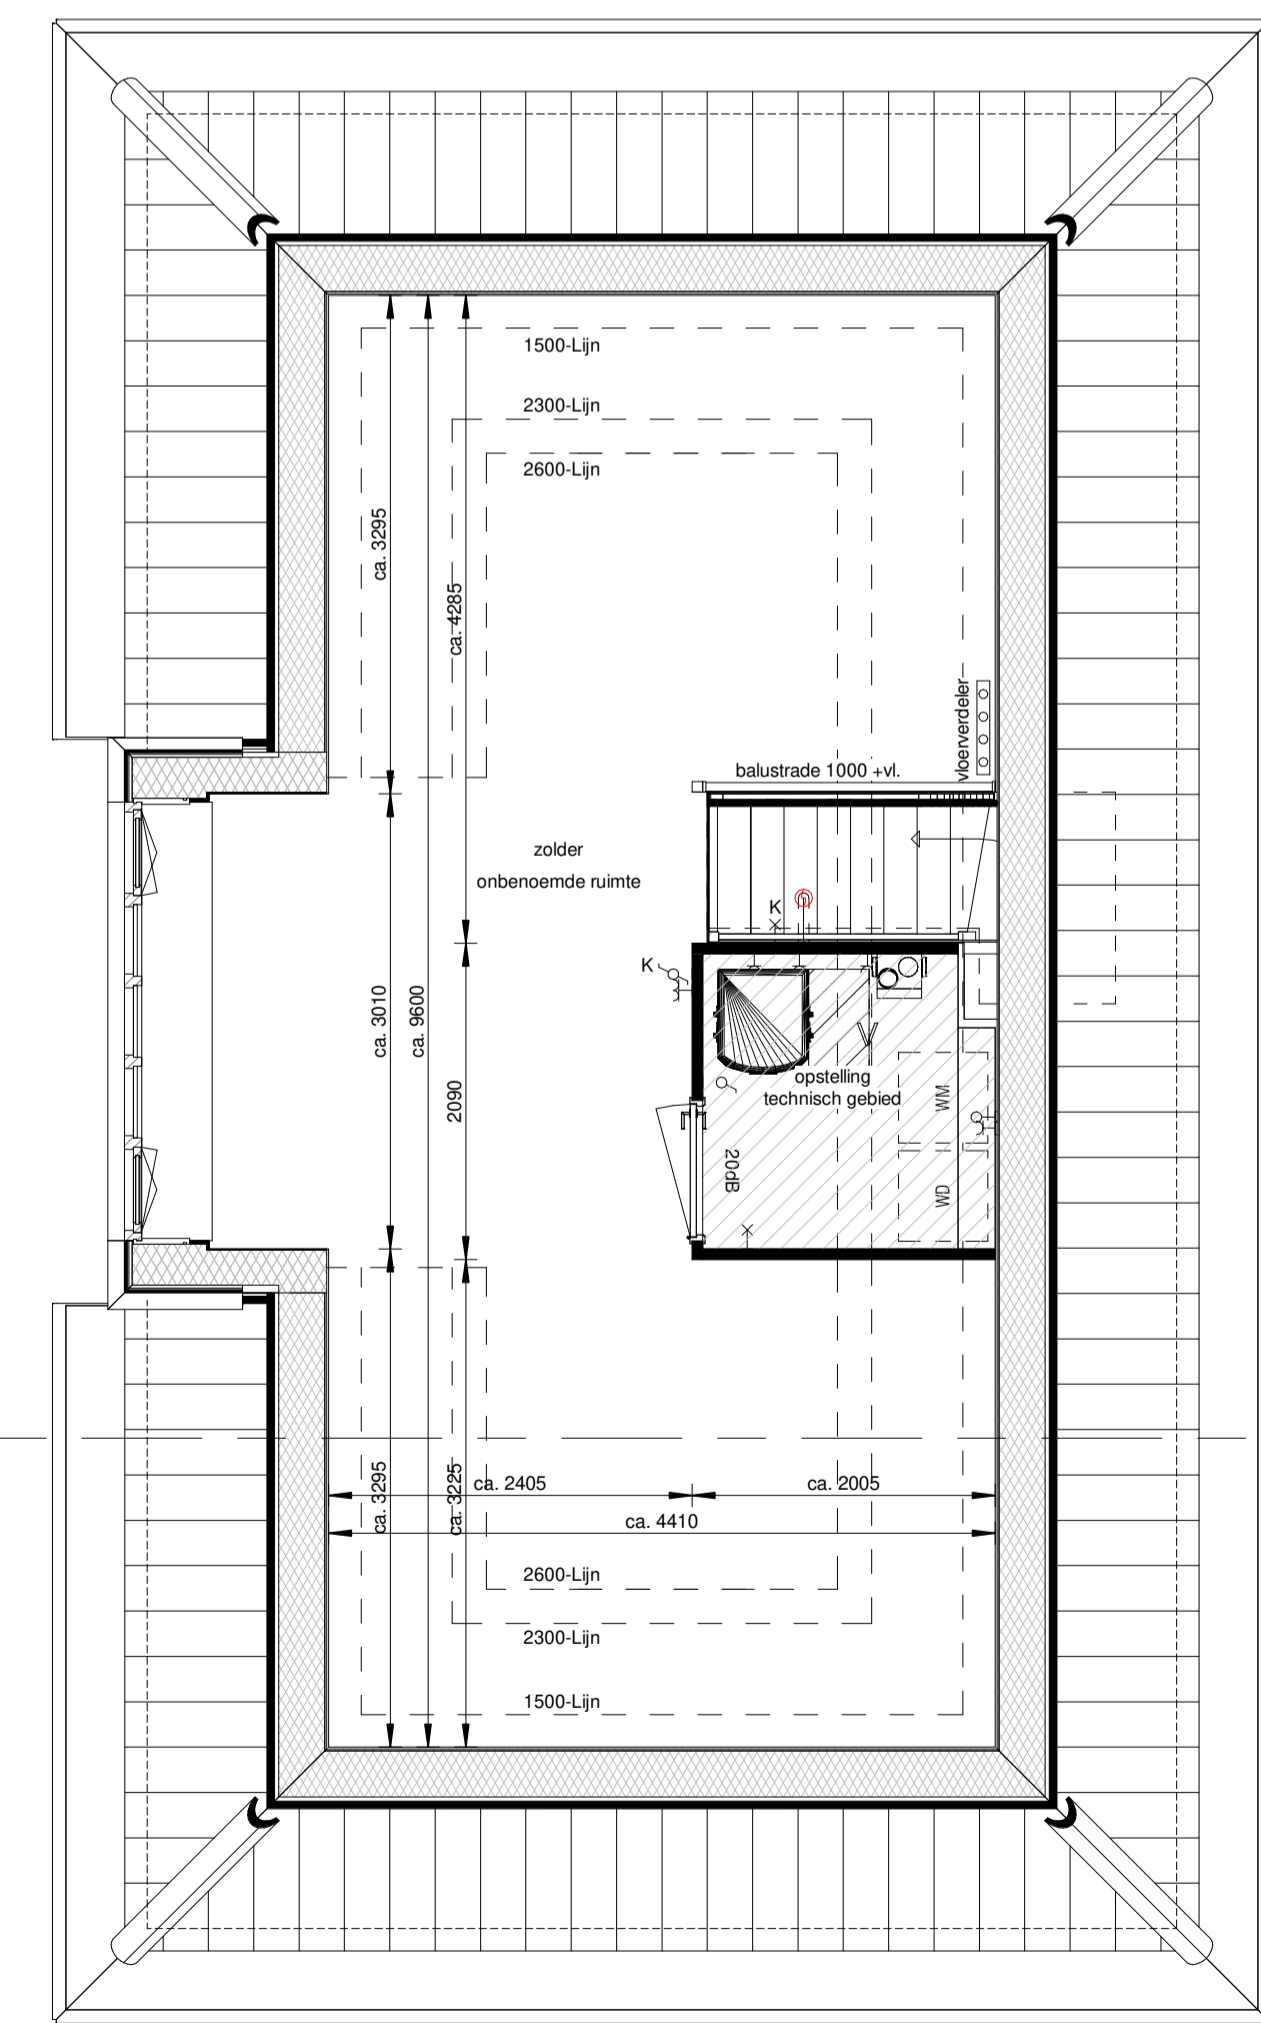 1500-Lijn
2300-Lijn
2600-Lijn
ca. 3295
ca. 4285
vloerverdeler
balustrade 1000 +vl.
zolder
onbenoemde ruimte
K
K
ca. 3010
ca. 9600
2090
opstelling
technisch gebied
WM
20dB
WD
ca. 3295
ca. 3225
ca. 2405
ca. 2005
ca. 4410
2600-Lijn
2300-Lijn
1500-Lijn